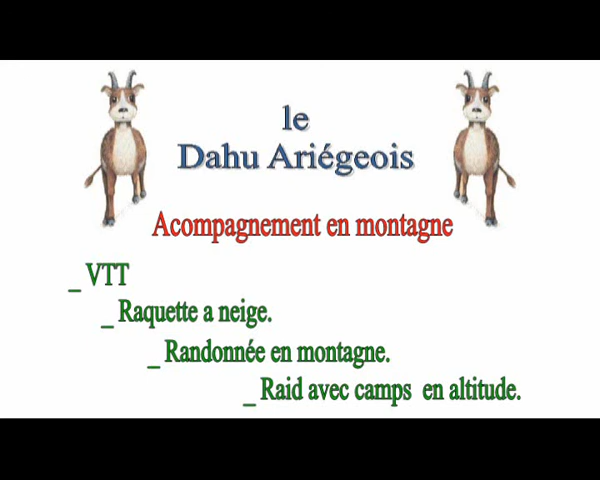 le
Dahu Ariégeois
Acompagnement en montagne
_ VTT
_ Raquette a neige.
_ Randonnée en montagne.
_ Raid avec camps en altitude.